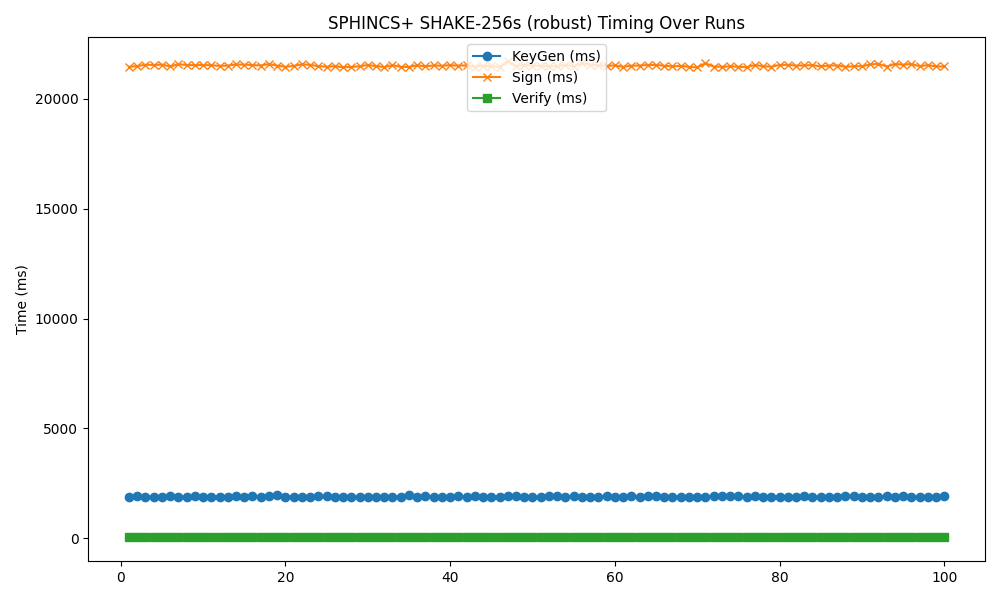 SPHINCS+ SHAKE-256s (robust) Timing Over Runs
KeyGen (ms)
Sign (ms)
Verify (ms)
Time (ms)
20000
15000
10000
5000
0
0 20 40 60 80 100